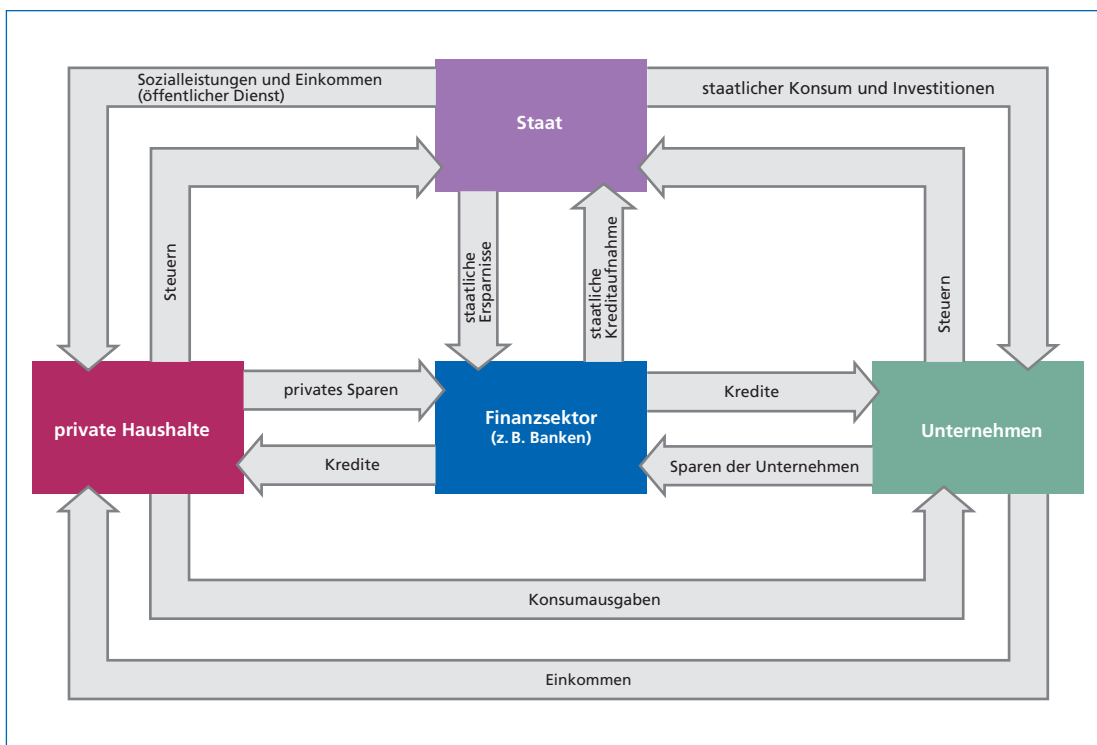 Sozialleistungen und Einkommen
(öffentlicher Dienst)
staatlicher Konsum und Investitionen
Staat
Steuern
staatliche
Ersparnisse
staatliche
Kreditaufnahme
Steuern
privates Sparen
Kredite
private Haushalte
Finanzsektor
(z. B. Banken)
Unternehmen
Kredite
Sparen der Unternehmen
Konsumausgaben
Einkommen